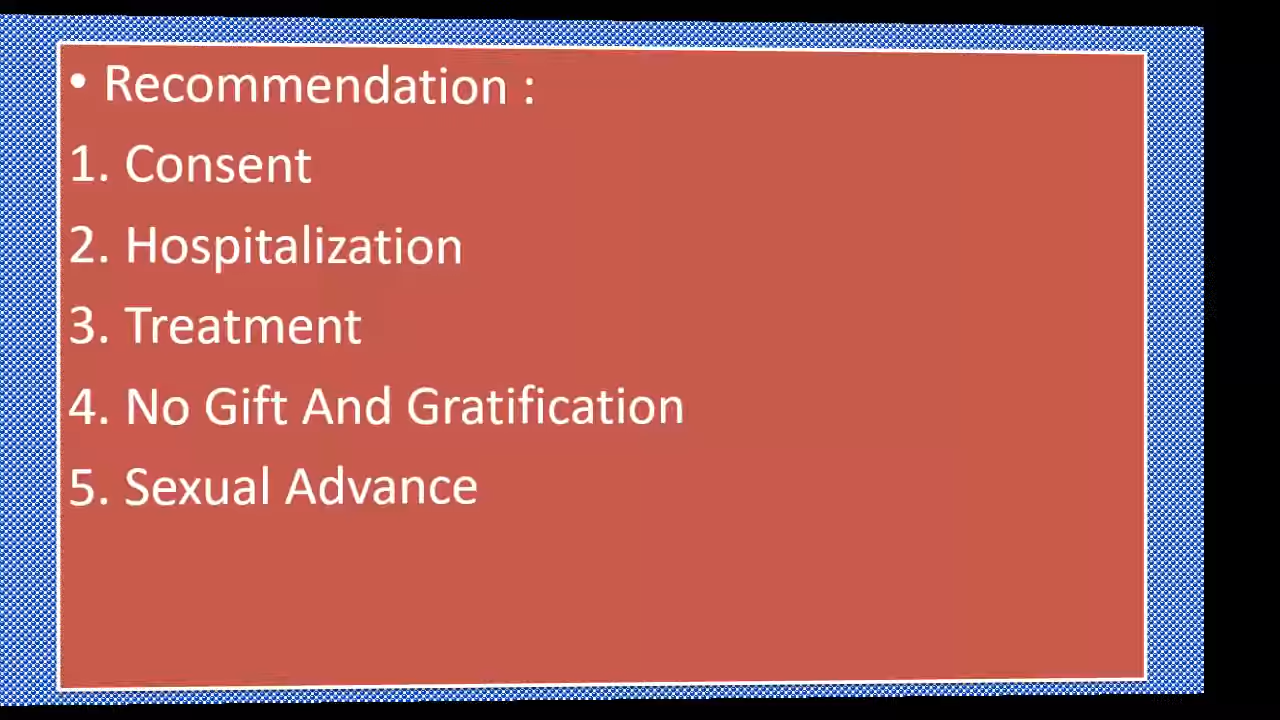 • Recommendation :
1. Consent
2. Hospitalization
3. Treatment
4. No Gift And Gratification
5. Sexual Advance